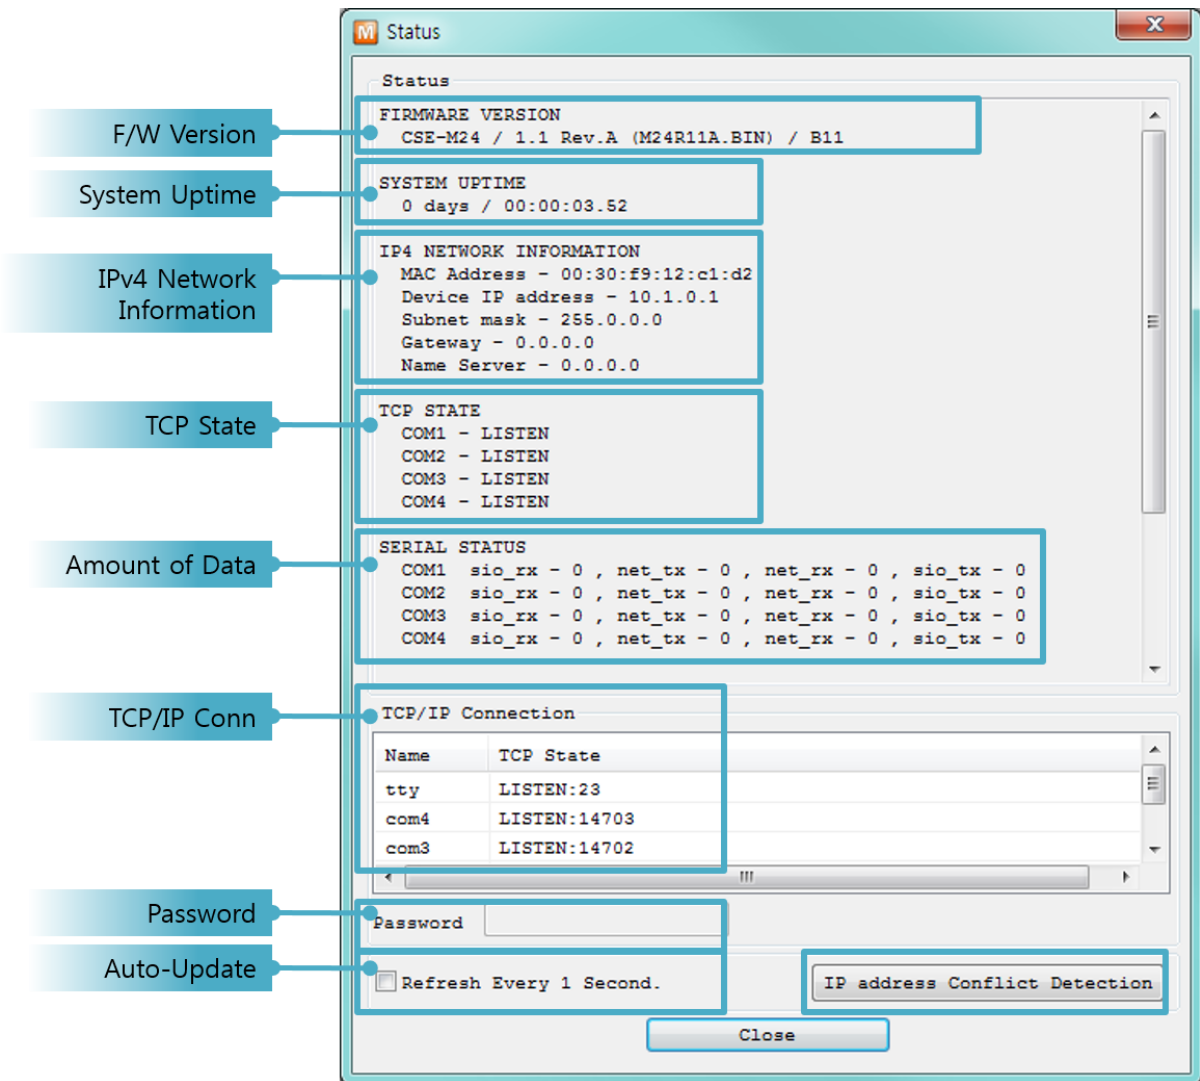 M Status
Status
F/W Version
FIRMWARE VERSION
CSE-M24 / 1.1 Rev.A (M24R11A.BIN) / B11
System Uptime
SYSTEM UPTIME
0 days / 00:00:03.52
IPv4 Network
Information
IP4 NETWORK INFORMATION
MAC Address - 00:30:f9:12:c1:d2
Device IP address - 10.1.0.1
Subnet mask - 255.0.0.0
Gateway - 0.0.0.0
Name Server - 0.0.0.0
TCP State
TCP STATE
COM1 - LISTEN
COM2 - LISTEN
COM3 - LISTEN
COM4 - LISTEN
Amount of Data
SERIAL STATUS
COM1 sio_rx - 0 , net_tx - 0 , net_rx - 0 , sio_tx - 0
COM2 sio_rx - 0 , net_tx - 0 , net_rx - 0 , sio_tx - 0
COM3 sio_rx - 0 , net_tx - 0 , net_rx - 0 , sio_tx - 0
COM4 sio_rx - 0 , net_tx - 0 , net_rx - 0 , sio_tx - 0
TCP/IP Conn
TCP/IP Connection
Name TCP State
tty LISTEN:23
com4 LISTEN:14703
com3 LISTEN:14702
Password
Password
Auto-Update
Refresh Every 1 Second.
IP address Conflict Detection
Close